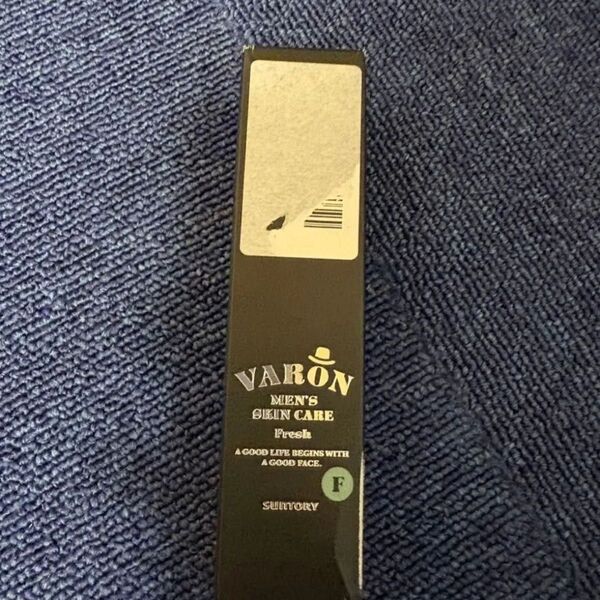 VARON
MEN'S
SKIN CARE
Fresh
A GOOD LIFE BEGINS WITH
A GOOD FACE.
F
SUNTORY